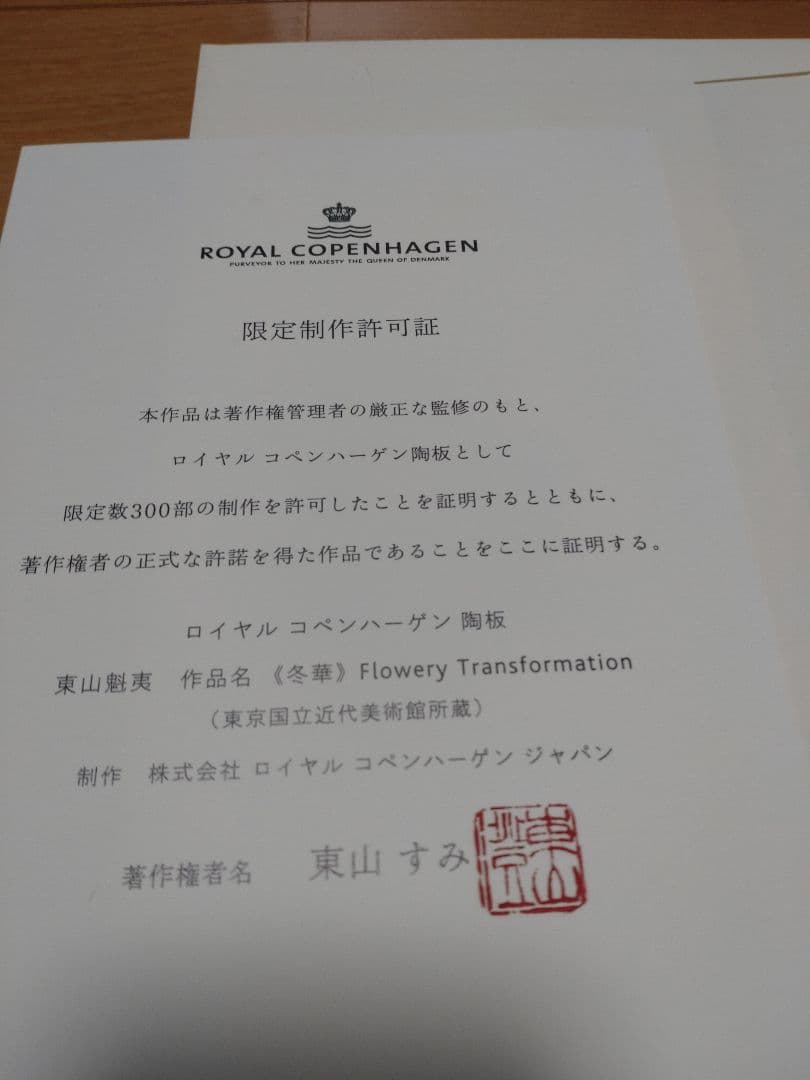 ROYAL COPENHAGEN
PURVEYOR TO HER MAJESTY THE QUEEN OF DENMARK
限定制作許可証
本作品は著作権管理者の厳正な監修のもと、
ロイヤル コペンハーゲン陶板として
限定数300部の制作を許可したことを証明するとともに、
著作権者の正式な許諾を得た作品であることをここに証明する。
ロイヤル コペンハーゲン 陶板
東山魁夷 作品名 《冬華》Flowery Transformation
（東京国立近代美術館所蔵）
制作 株式会社 ロイヤル コペンハーゲン ジャパン
著作権者名 東山 すみ